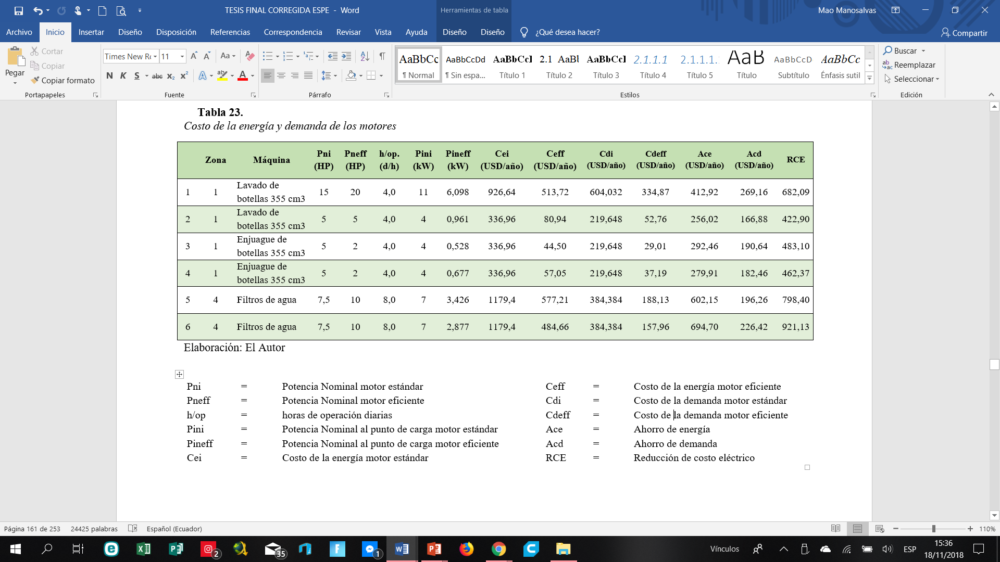 TESIS FINAL CORREGIDA ESPE - Word
Herramientas de tabla
Mao Manosalvas
Archivo Inicio Insertar Diseño Disposición Referencias Correspondencia Revisar Vista Ayuda Diseño Diseño ¿Qué desea hacer? Compartir
Pegar
Cortar
Copiar
Copiar formato
Portapapeles
Times New Ro 11
Aa
N K S abc x₂ x² A A
Fuente
Párrafo
AaBbCc AaBbCcDd AaBbCcI 2.1 AaBl AaBbCcI 2.1.1.1 2.1.1.1. AaB AaBbCcD AaBbCc
¶ Normal ¶ Sin espa... Título 1 Título 2 Título 3 Título 4 Título 5 Título Subtítulo Énfasis sutil
Estilos
Buscar
Reemplazar
Seleccionar
Edición
Tabla 23.
Costo de la energía y demanda de los motores
Zona Máquina Pni (HP) Pneff (HP) h/op. (d/h) Pini (kW) Pineff (kW) Cei (USD/año) Ceff (USD/año) Cdi (USD/año) Cdeff (USD/año) Ace (USD/año) Acd (USD/año) RCE
1 1 Lavado de botellas 355 cm3 15 20 4,0 11 6,098 926,64 513,72 604,032 334,87 412,92 269,16 682,09
2 1 Lavado de botellas 355 cm3 5 5 4,0 4 0,961 336,96 80,94 219,648 52,76 256,02 166,88 422,90
3 1 Enjuague de botellas 355 cm3 5 2 4,0 4 0,528 336,96 44,50 219,648 29,01 292,46 190,64 483,10
4 1 Enjuague de botellas 355 cm3 5 2 4,0 4 0,677 336,96 57,05 219,648 37,19 279,91 182,46 462,37
5 4 Filtros de agua 7,5 10 8,0 7 3,426 1179,4 577,21 384,384 188,13 602,15 196,26 798,40
6 4 Filtros de agua 7,5 10 8,0 7 2,877 1179,4 484,66 384,384 157,96 694,70 226,42 921,13
Elaboración: El Autor
Pni = Potencia Nominal motor estándar Ceff = Costo de la energía motor eficiente
Pneff = Potencia Nominal motor eficiente Cdi = Costo de la demanda motor estándar
h/op = horas de operación diarias Cdeff = Costo de la demanda motor eficiente
Pini = Potencia Nominal al punto de carga motor estándar Ace = Ahorro de energía
Pineff = Potencia Nominal al punto de carga motor eficiente Acd = Ahorro de demanda
Cei = Costo de la energía motor estándar RCE = Reducción de costo eléctrico
Página 161 de 253 24425 palabras Español (Ecuador) 110%
2 35 1 Vínculos ESP 15:36
18/11/2018